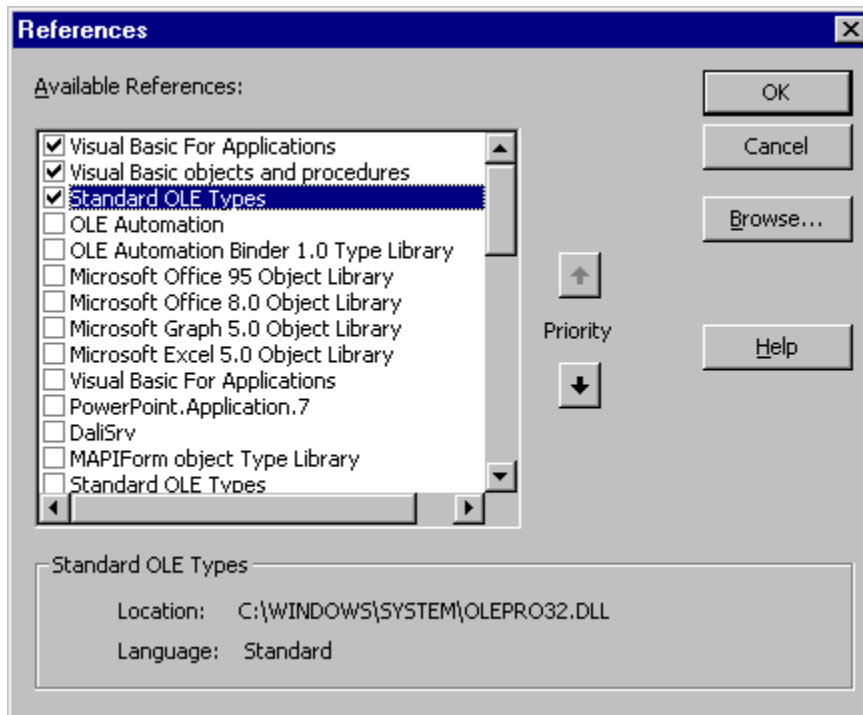 References
Available References:
Visual Basic For Applications
Visual Basic objects and procedures
Standard OLE Types
OLE Automation
OLE Automation Binder 1.0 Type Library
Microsoft Office 95 Object Library
Microsoft Office 8.0 Object Library
Microsoft Graph 5.0 Object Library
Microsoft Excel 5.0 Object Library
Visual Basic For Applications
PowerPoint.Application.7
DaliSrv
MAPIForm object Type Library
Standard OLE Types
Priority
OK
Cancel
Browse...
Help
Standard OLE Types
Location: C:\WINDOWS\SYSTEM\OLEPRO32.DLL
Language: Standard